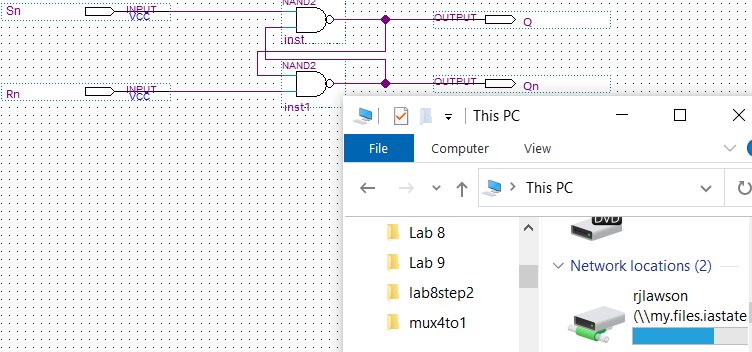 NAND2
Sn
INPUT
VCC
OUTPUT
Q
inst
NAND2
OUTPUT
Qn
Rn
INPUT
VCC
inst1
This PC
File
Computer
View
This PC
Lab 8
Lab 9
lab8step2
mux4to1
DVD
Network locations (2)
rjlawson
(\\my.files.iastate